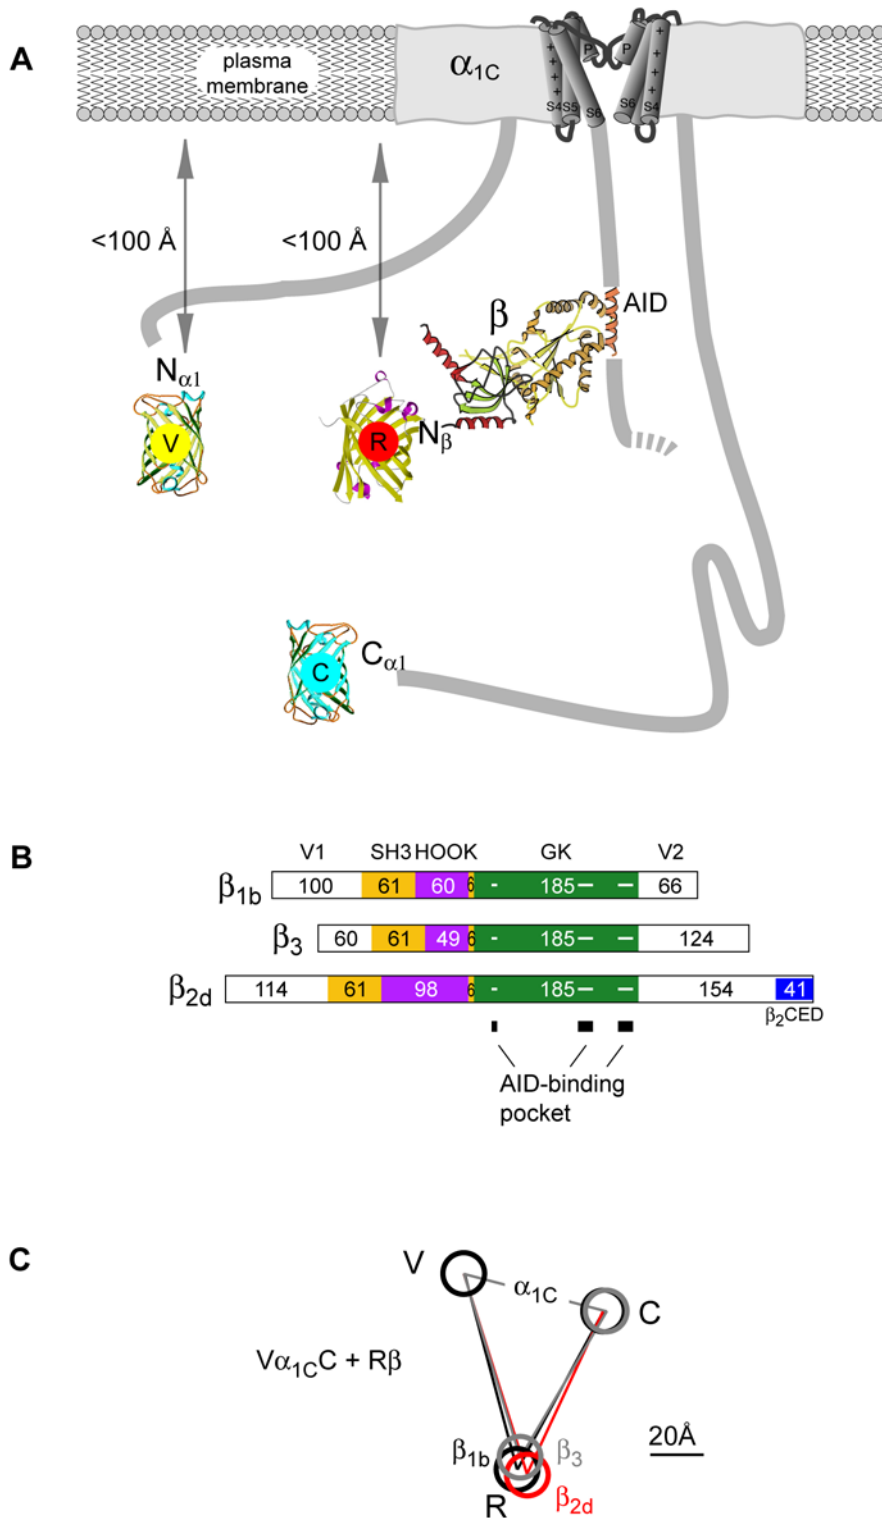 A
plasma
membrane
α1C
P
P
+
+
+
+
+
+
+
+
S4
S5
S6
S6
S4
<100 Å
<100 Å
β
AID
Nα1
V
R
Nβ
C
Cα1
B
V1 SH3 HOOK GK V2
β1b 100 61 60 6 185 66
β3 60 61 49 6 185 124
β2d 114 61 98 6 185 154 41
β2CED
AID-binding
pocket
C
V
α1C
C
Vα1CC + Rβ
β1b
β3
20Å
R
β2d